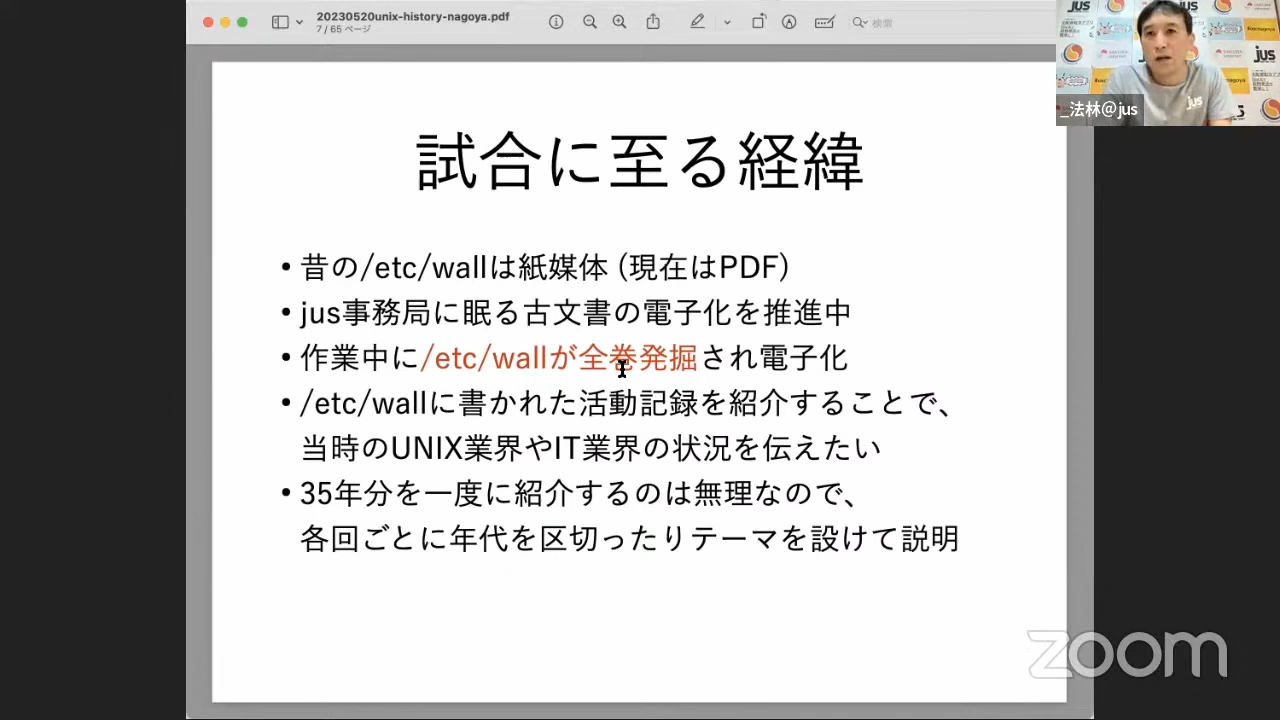 20230520unix-history-nagoya.pdf
7 / 65 ページ
検索
jus
jus
jus
_法林@jus
試合に至る経緯
• 昔の/etc/wallは紙媒体 (現在はPDF)
• jus事務局に眠る古文書の電子化を推進中
• 作業中に/etc/wallが全巻発掘され電子化
• /etc/wallに書かれた活動記録を紹介することで、
当時のUNIX業界やIT業界の状況を伝えたい
• 35年分を一度に紹介するのは無理なので、
各回ごとに年代を区切ったりテーマを設けて説明
zoom